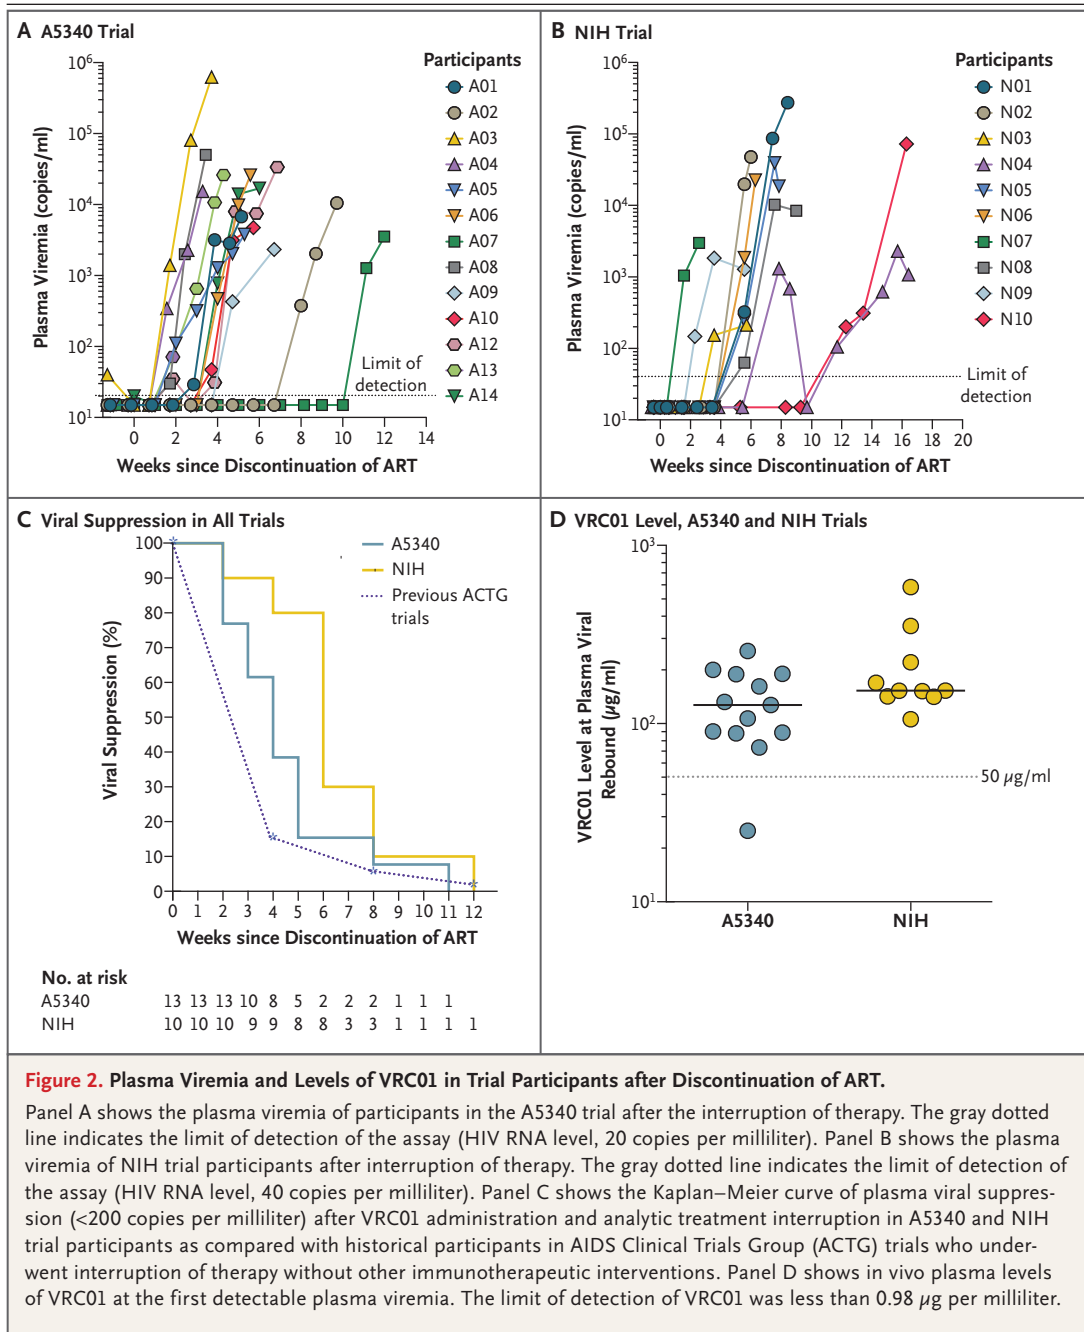 A A5340 Trial
Participants
Plasma Viremia (copies/ml)
10⁶
10⁵
10⁴
10³
10²
10¹
A01
A02
A03
A04
A05
A06
A07
A08
A09
A10
A12
A13
A14
Limit of
detection
0 2 4 6 8 10 12 14
Weeks since Discontinuation of ART
B NIH Trial
Participants
Plasma Viremia (copies/ml)
10⁶
10⁵
10⁴
10³
10²
10¹
N01
N02
N03
N04
N05
N06
N07
N08
N09
N10
Limit of
detection
0 2 4 6 8 10 12 14 16 18 20
Weeks since Discontinuation of ART
C Viral Suppression in All Trials
Viral Suppression (%)
100
90
80
70
60
50
40
30
20
10
0
A5340
NIH
Previous ACTG
trials
0 1 2 3 4 5 6 7 8 9 10 11 12
Weeks since Discontinuation of ART
No. at risk
A5340 13 13 13 10 8 5 2 2 2 1 1 1
NIH 10 10 10 9 9 8 8 3 3 1 1 1 1
D VRC01 Level, A5340 and NIH Trials
VRC01 Level at Plasma Viral
Rebound (µg/ml)
10³
10²
10¹
50 µg/ml
A5340 NIH
Figure 2. Plasma Viremia and Levels of VRC01 in Trial Participants after Discontinuation of ART.
Panel A shows the plasma viremia of participants in the A5340 trial after the interruption of therapy. The gray dotted
line indicates the limit of detection of the assay (HIV RNA level, 20 copies per milliliter). Panel B shows the plasma
viremia of NIH trial participants after interruption of therapy. The gray dotted line indicates the limit of detection of
the assay (HIV RNA level, 40 copies per milliliter). Panel C shows the Kaplan–Meier curve of plasma viral suppres-
sion (<200 copies per milliliter) after VRC01 administration and analytic treatment interruption in A5340 and NIH
trial participants as compared with historical participants in AIDS Clinical Trials Group (ACTG) trials who under-
went interruption of therapy without other immunotherapeutic interventions. Panel D shows in vivo plasma levels
of VRC01 at the first detectable plasma viremia. The limit of detection of VRC01 was less than 0.98 µg per milliliter.